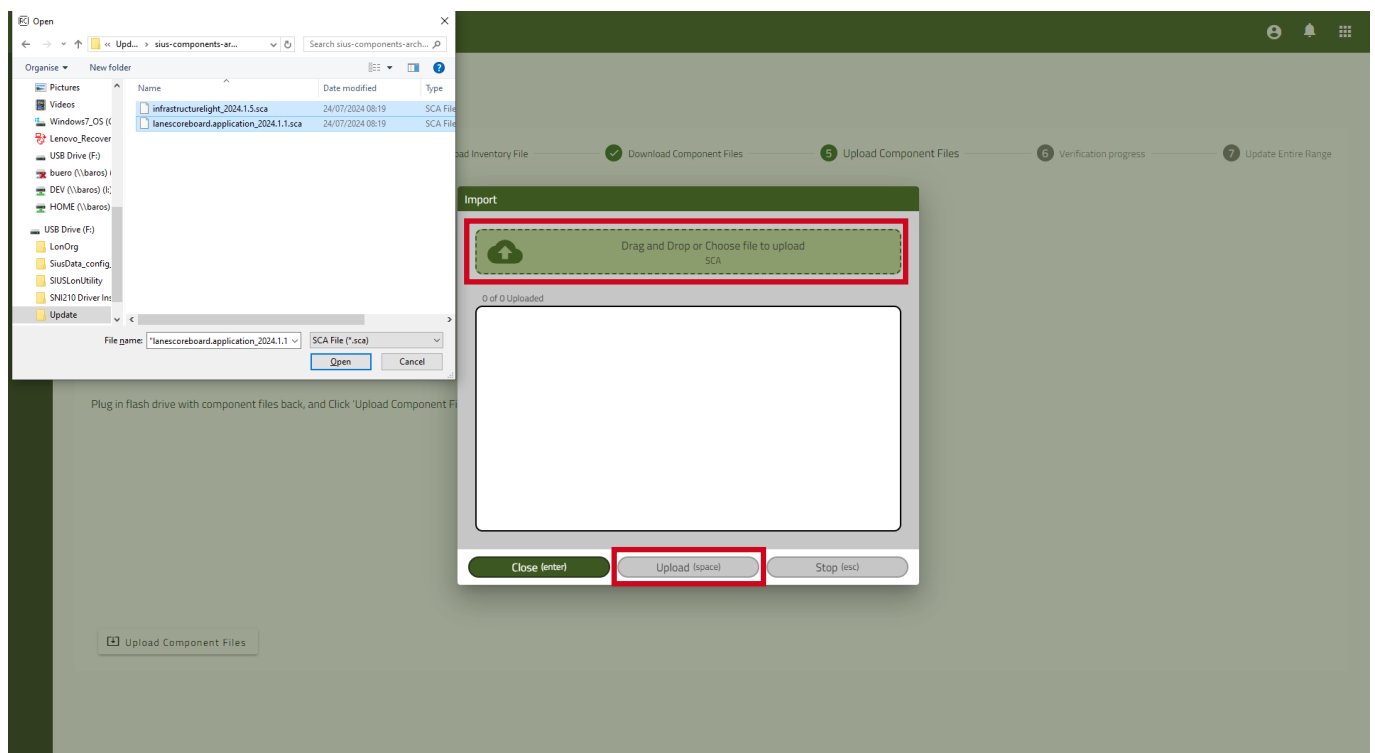 Open
« Upd... › sius-components-ar...
Search sius-components-arch...
Organise
New folder
Name
Date modified
Type
Pictures
Videos
Windows7_OS (C
Lenovo_Recover
USB Drive (F:)
buero (\\baros) (
DEV (\\baros) (I:)
HOME (\\baros)
USB Drive (F:)
LonOrg
SiusData_config_
SIUSLonUtility
SNI210 Driver Ins
Update
infrastructurelight_2024.1.5.sca 24/07/2024 08:19 SCA File
lanescoreboard.application_2024.1.1.sca 24/07/2024 08:19 SCA File
File name: "lanescoreboard.application_2024.1.1
SCA File (*.sca)
Open
Cancel
oad Inventory File
Download Component Files
5 Upload Component Files
6 Verification progress
7 Update Entire Range
Import
Drag and Drop or Choose file to upload
SCA
0 of 0 Uploaded
Close (enter)
Upload (space)
Stop (esc)
Plug in flash drive with component files back, and Click 'Upload Component Fi
Upload Component Files